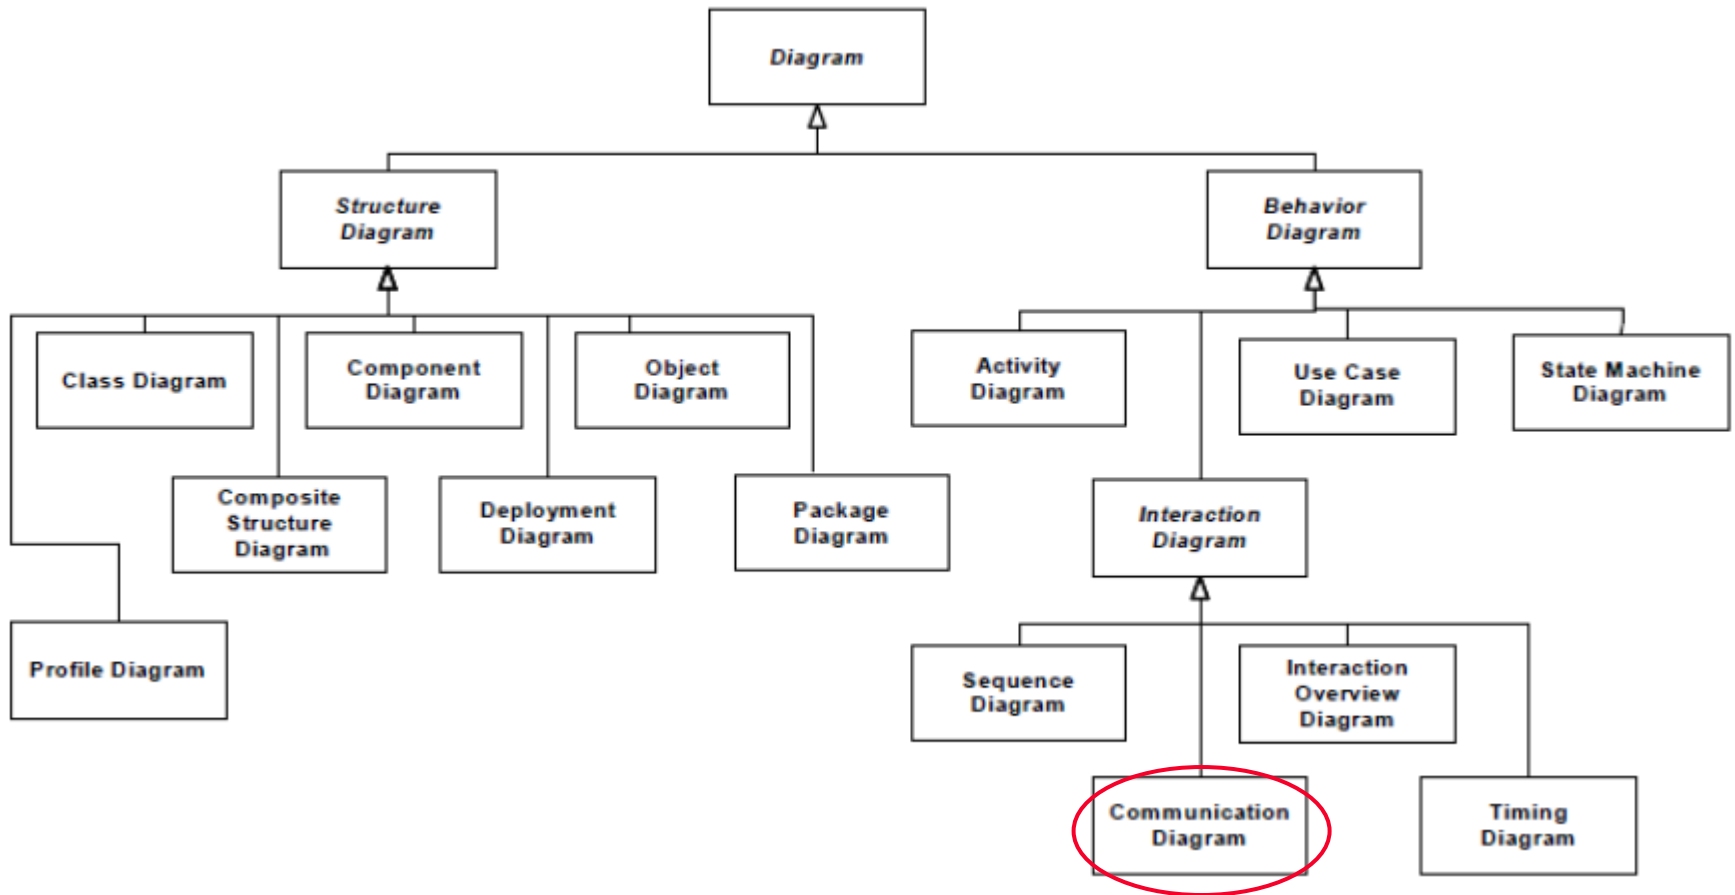 Diagram
Structure
Diagram
Behavior
Diagram
Class Diagram
Component
Diagram
Object
Diagram
Activity
Diagram
Use Case
Diagram
State Machine
Diagram
Composite
Structure
Diagram
Deployment
Diagram
Package
Diagram
Interaction
Diagram
Profile Diagram
Sequence
Diagram
Interaction
Overview
Diagram
Communication
Diagram
Timing
Diagram